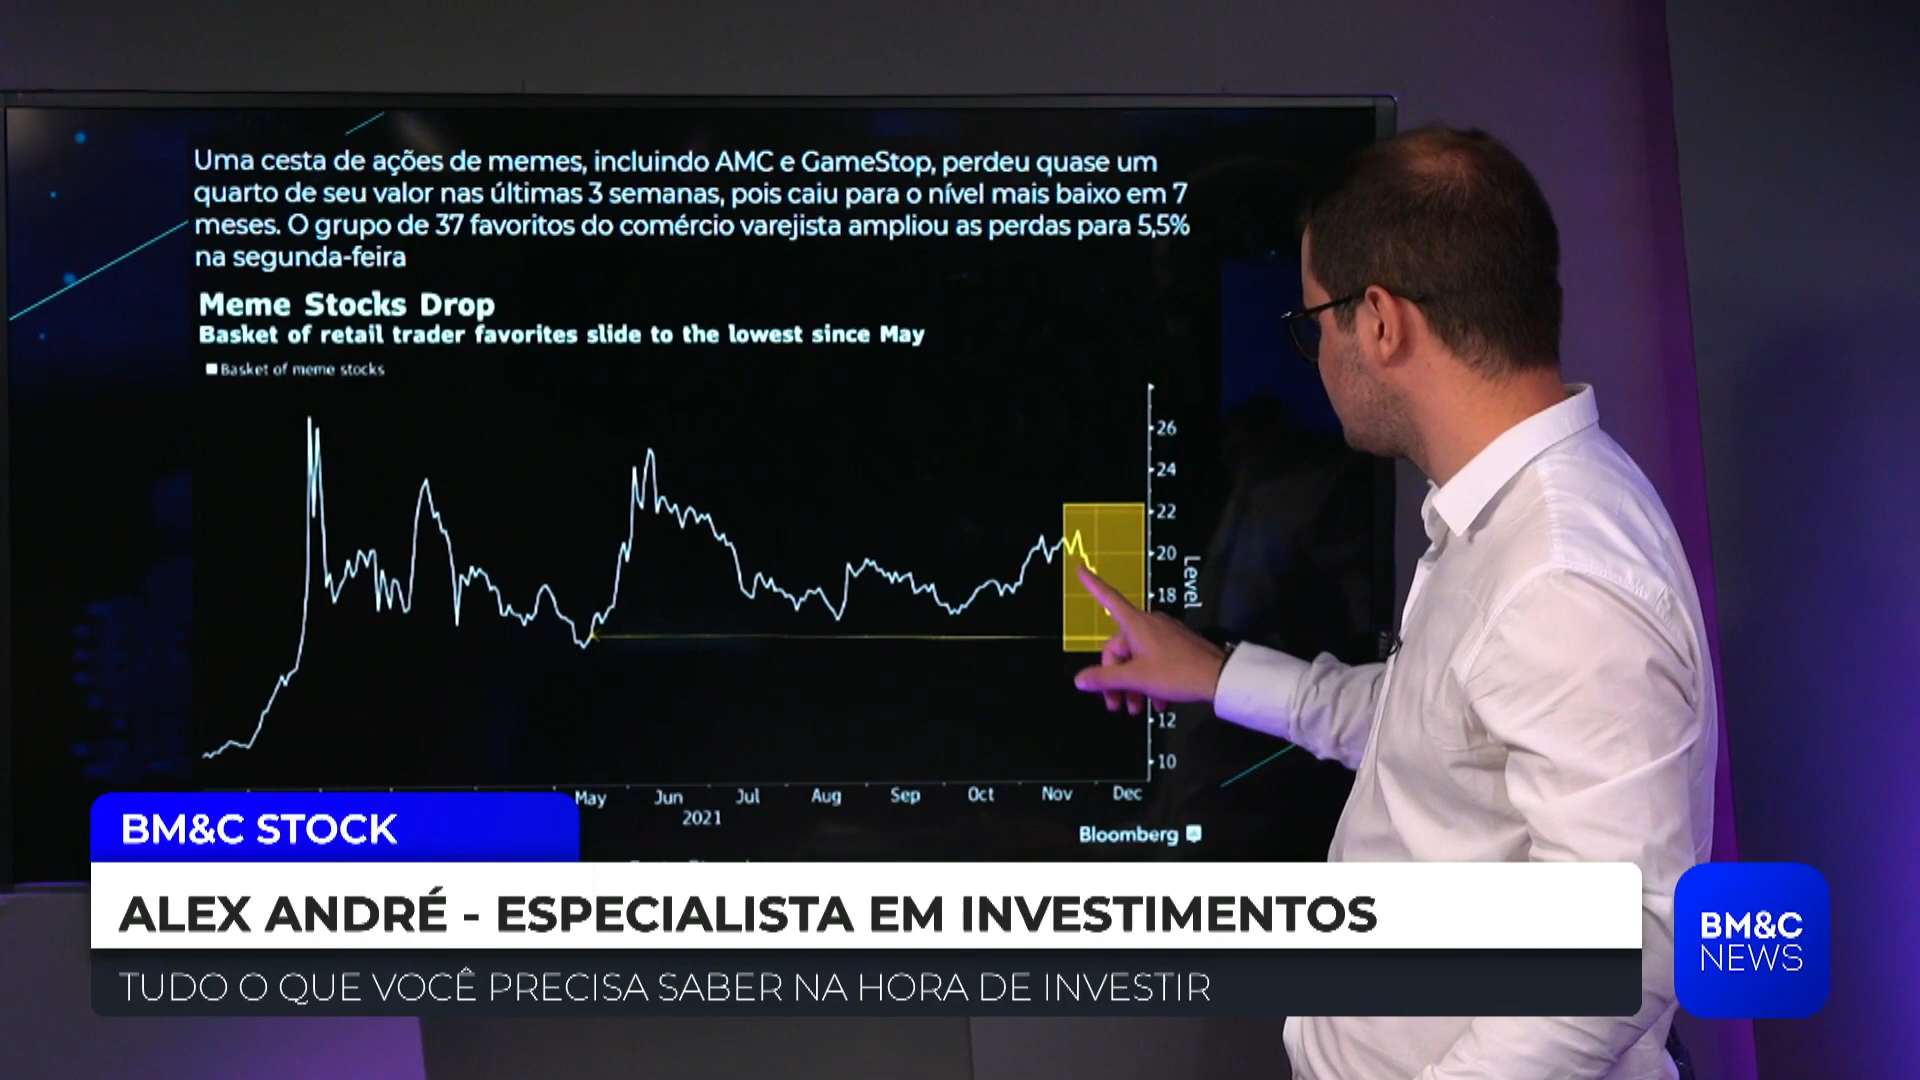 Uma cesta de ações de memes, incluindo AMC e GameStop, perdeu quase um
quarto de seu valor nas últimas 3 semanas, pois caiu para o nível mais baixo em 7
meses. O grupo de 37 favoritos do comércio varejista ampliou as perdas para 5,5%
na segunda-feira
Meme Stocks Drop
Basket of retail trader favorites slide to the lowest since May
Basket of meme stocks
26
24
22
20
18
Level
12
10
May Jun Jul Aug Sep Oct Nov Dec
2021
Bloomberg
BM&C STOCK
ALEX ANDRÉ - ESPECIALISTA EM INVESTIMENTOS
TUDO O QUE VOCÊ PRECISA SABER NA HORA DE INVESTIR
BM&C
NEWS